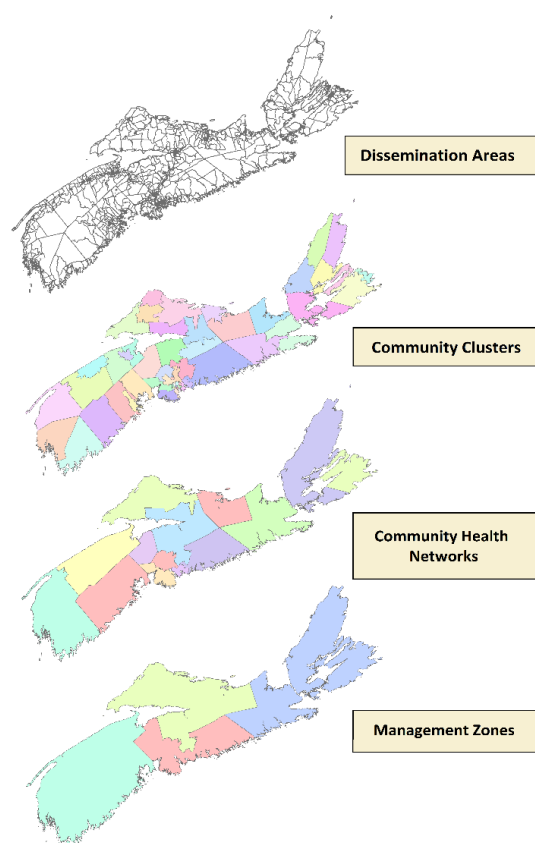 Dissemination Areas
Community Clusters
Community Health
Networks
Management Zones